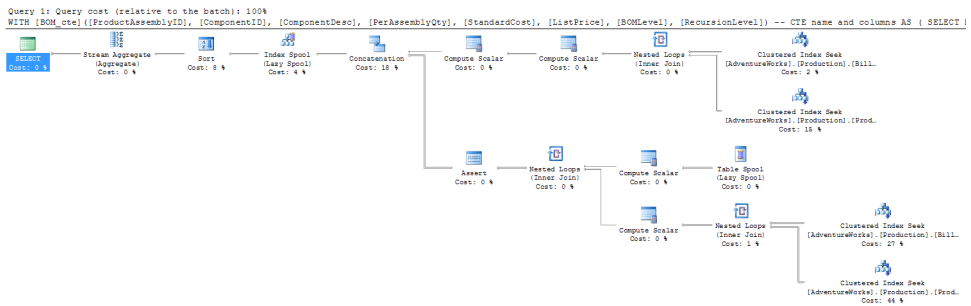 Query 1: Query cost (relative to the batch): 100%
WITH [BOM_cte]([ProductAssemblyID], [ComponentID], [ComponentDesc], [PerAssemblyQty], [StandardCost], [ListPrice], [BOMLevel], [RecursionLevel]) -- CTE name and columns AS ( SELECT
SELECT
Cost: 0 %
Stream Aggregate
(Aggregate)
Cost: 0 %
Sort
Cost: 8 %
Index Spool
(Lazy Spool)
Cost: 4 %
Concatenation
Cost: 18 %
Compute Scalar
Cost: 0 %
Compute Scalar
Cost: 0 %
Nested Loops
(Inner Join)
Cost: 0 %
Clustered Index Seek
[AdventureWorks].[Production].[Bill…
Cost: 2 %
Clustered Index Seek
[AdventureWorks].[Production].[Prod…
Cost: 15 %
Assert
Cost: 0 %
Nested Loops
(Inner Join)
Cost: 0 %
Compute Scalar
Cost: 0 %
Table Spool
(Lazy Spool)
Cost: 0 %
Compute Scalar
Cost: 0 %
Nested Loops
(Inner Join)
Cost: 1 %
Clustered Index Seek
[AdventureWorks].[Production].[Bill…
Cost: 27 %
Clustered Index Seek
[AdventureWorks].[Production].[Prod…
Cost: 44 %